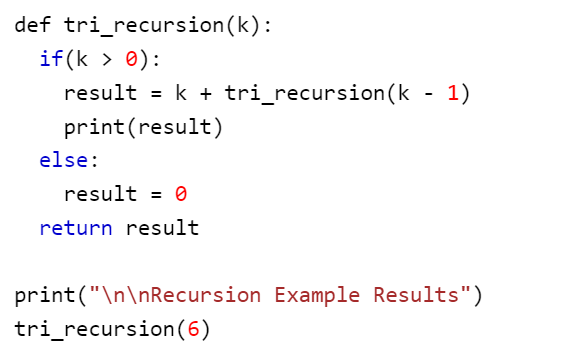 def tri_recursion(k):
  if(k > 0):
    result = k + tri_recursion(k - 1)
    print(result)
  else:
    result = 0
  return result

print("\n\nRecursion Example Results")
tri_recursion(6)